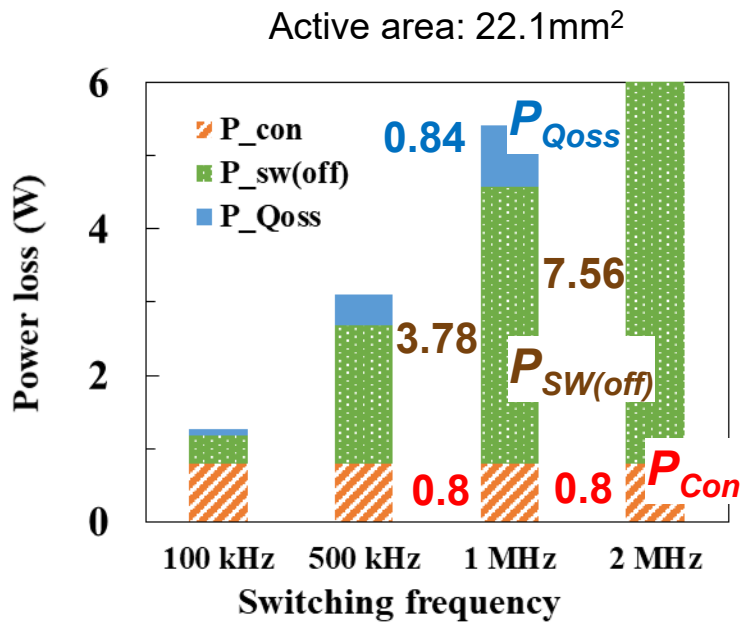 Active area: 22.1mm²
Power loss (W)
6
4
2
0
P_con
P_sw(off)
P_Qoss
0.84
P_Qoss
3.78
7.56
P_SW(off)
0.8
0.8
P_Con
100 kHz 500 kHz 1 MHz 2 MHz
Switching frequency